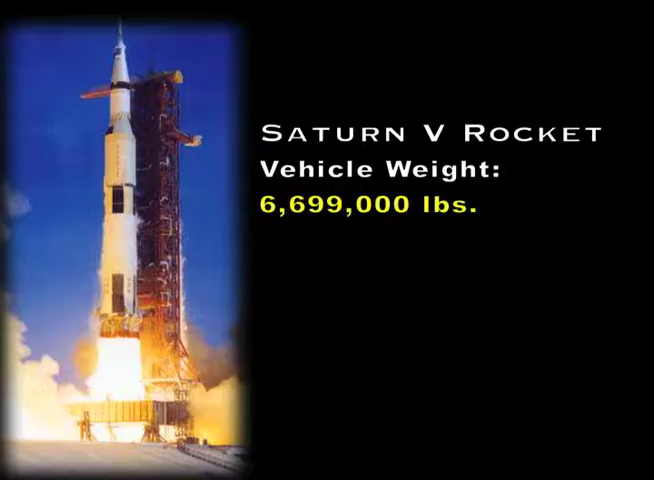 SATURN V ROCKET
Vehicle Weight:
6,699,000 lbs.